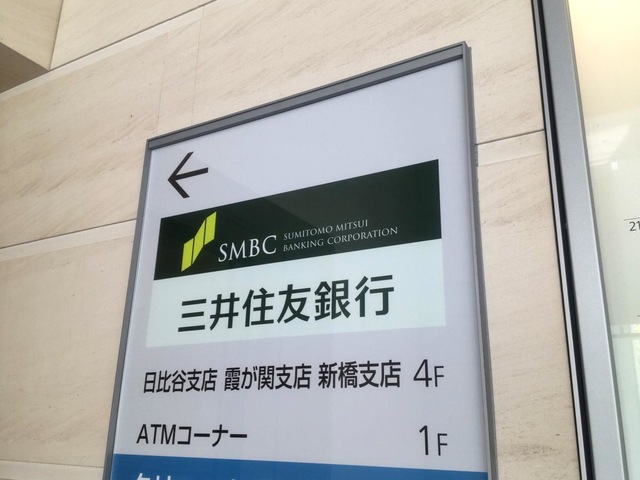 ←
SMBC SUMITOMO MITSUI
BANKING CORPORATION
三井住友銀行
日比谷支店 霞が関支店 新橋支店 4F
ATMコーナー 1F
21